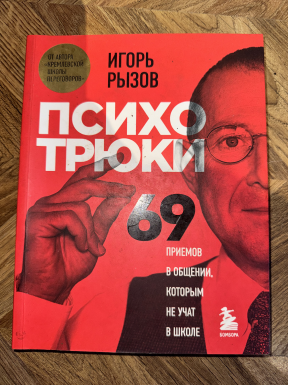 ОТ АВТОРА
«КРЕМЛЕВСКОЙ
ШКОЛЫ
ПЕРЕГОВОРОВ»
ИГОРЬ
РЫЗОВ
ПСИХО
ТРЮКИ
69
ПРИЕМОВ
В ОБЩЕНИИ,
КОТОРЫМ
НЕ УЧАТ
В ШКОЛЕ
БОМБОРА